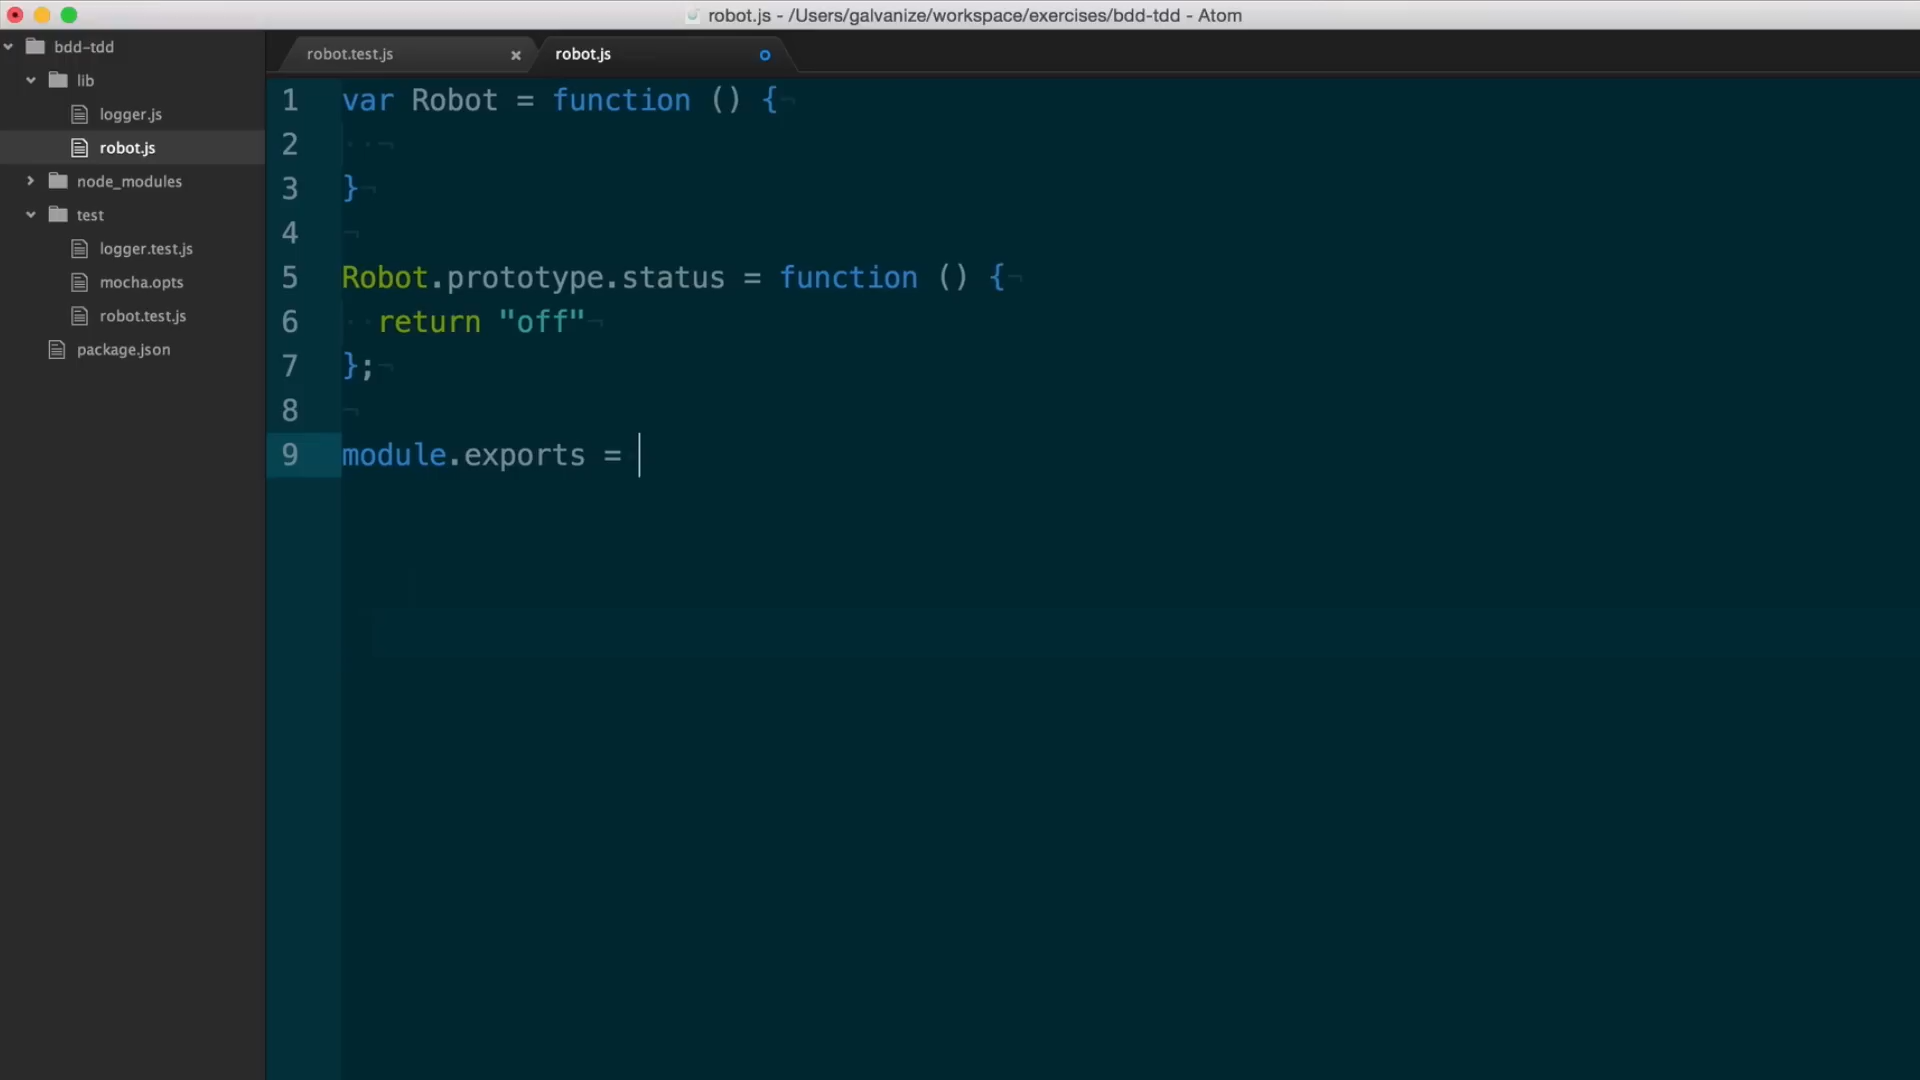 robot.js - /Users/galvanize/workspace/exercises/bdd-tdd - Atom
bdd-tdd
lib
logger.js
robot.js
node_modules
test
logger.test.js
mocha.opts
robot.test.js
package.json
robot.test.js
robot.js
1 var Robot = function () {
2
3 }
4
5 Robot.prototype.status = function () {
6   return "off"
7 };
8
9 module.exports =